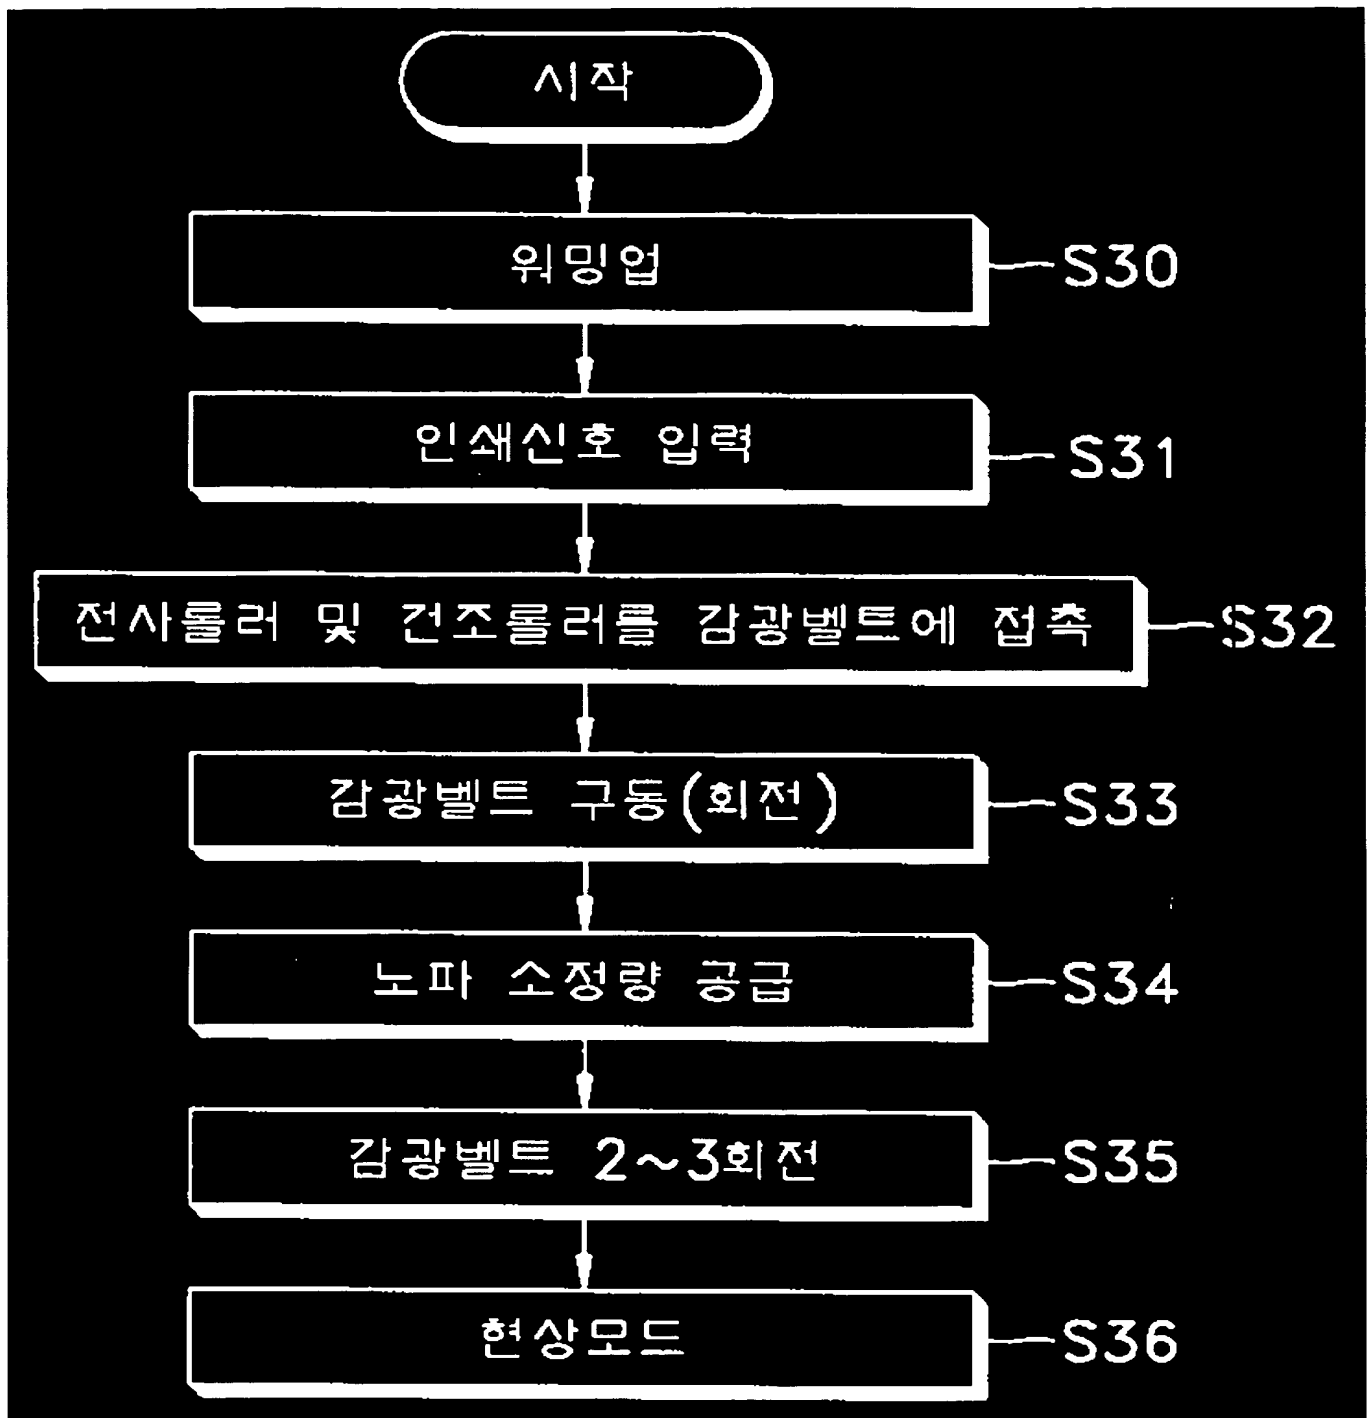 시작
워밍업
S30
인쇄신호 입력
S31
전사롤러 및 건조롤러를 감광벨트에 접촉
S32
감광벨트 구동(회전)
S33
노파 소정량 공급
S34
감광벨트 2~3회전
S35
현상모드
S36